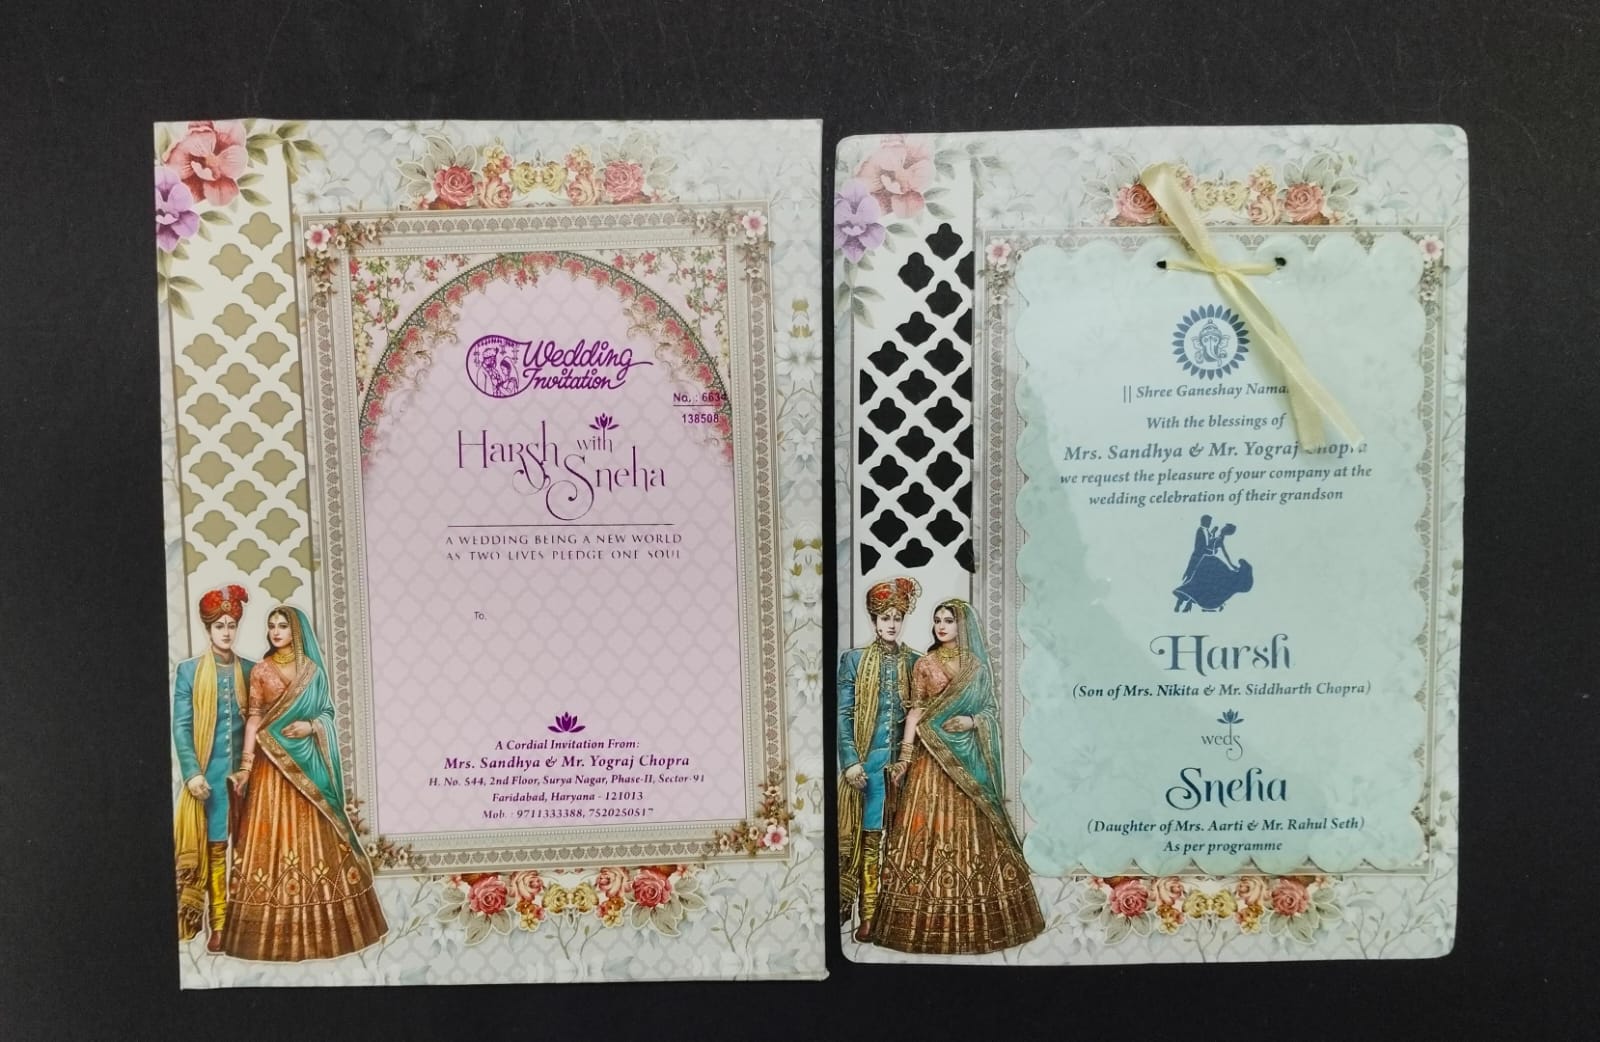 Wedding
Invitation
No. : 6634
138508
Harsh with
Sneha
A WEDDING BEING A NEW WORLD
AS TWO LIVES PLEDGE ONE SOUL
To,
A Cordial Invitation From:
Mrs. Sandhya & Mr. Yograj Chopra
H. No. 544, 2nd Floor, Surya Nagar, Phase-II, Sector-91
Faridabad, Haryana - 121013
Mob. : 9711333388, 7520250517
|| Shree Ganeshay Nama
With the blessings of
Mrs. Sandhya & Mr. Yograj Chopra
we request the pleasure of your company at the
wedding celebration of their grandson
Harsh
(Son of Mrs. Nikita & Mr. Siddharth Chopra)
weds
Sneha
(Daughter of Mrs. Aarti & Mr. Rahul Seth)
As per programme